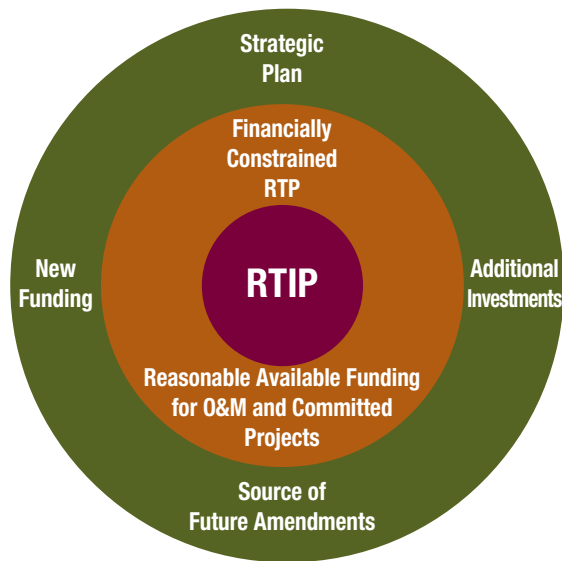 Strategic
Plan
Financially
Constrained
RTP
New
Funding
RTIP
Additional
Investments
Reasonable Available Funding
for O&M and Committed
Projects
Source of
Future Amendments